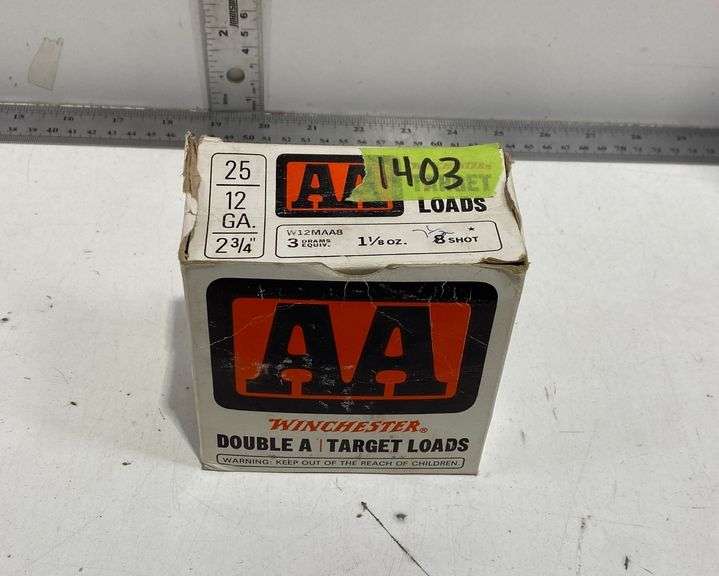 25
12
GA.
2 3/4"
AA
1403
TARGET
LOADS
W12MAA8
3 DRAMS EQUIV. 1 1/8 OZ. 8 SHOT *
AA
WINCHESTER®
DOUBLE A | TARGET LOADS
WARNING: KEEP OUT OF THE REACH OF CHILDREN.